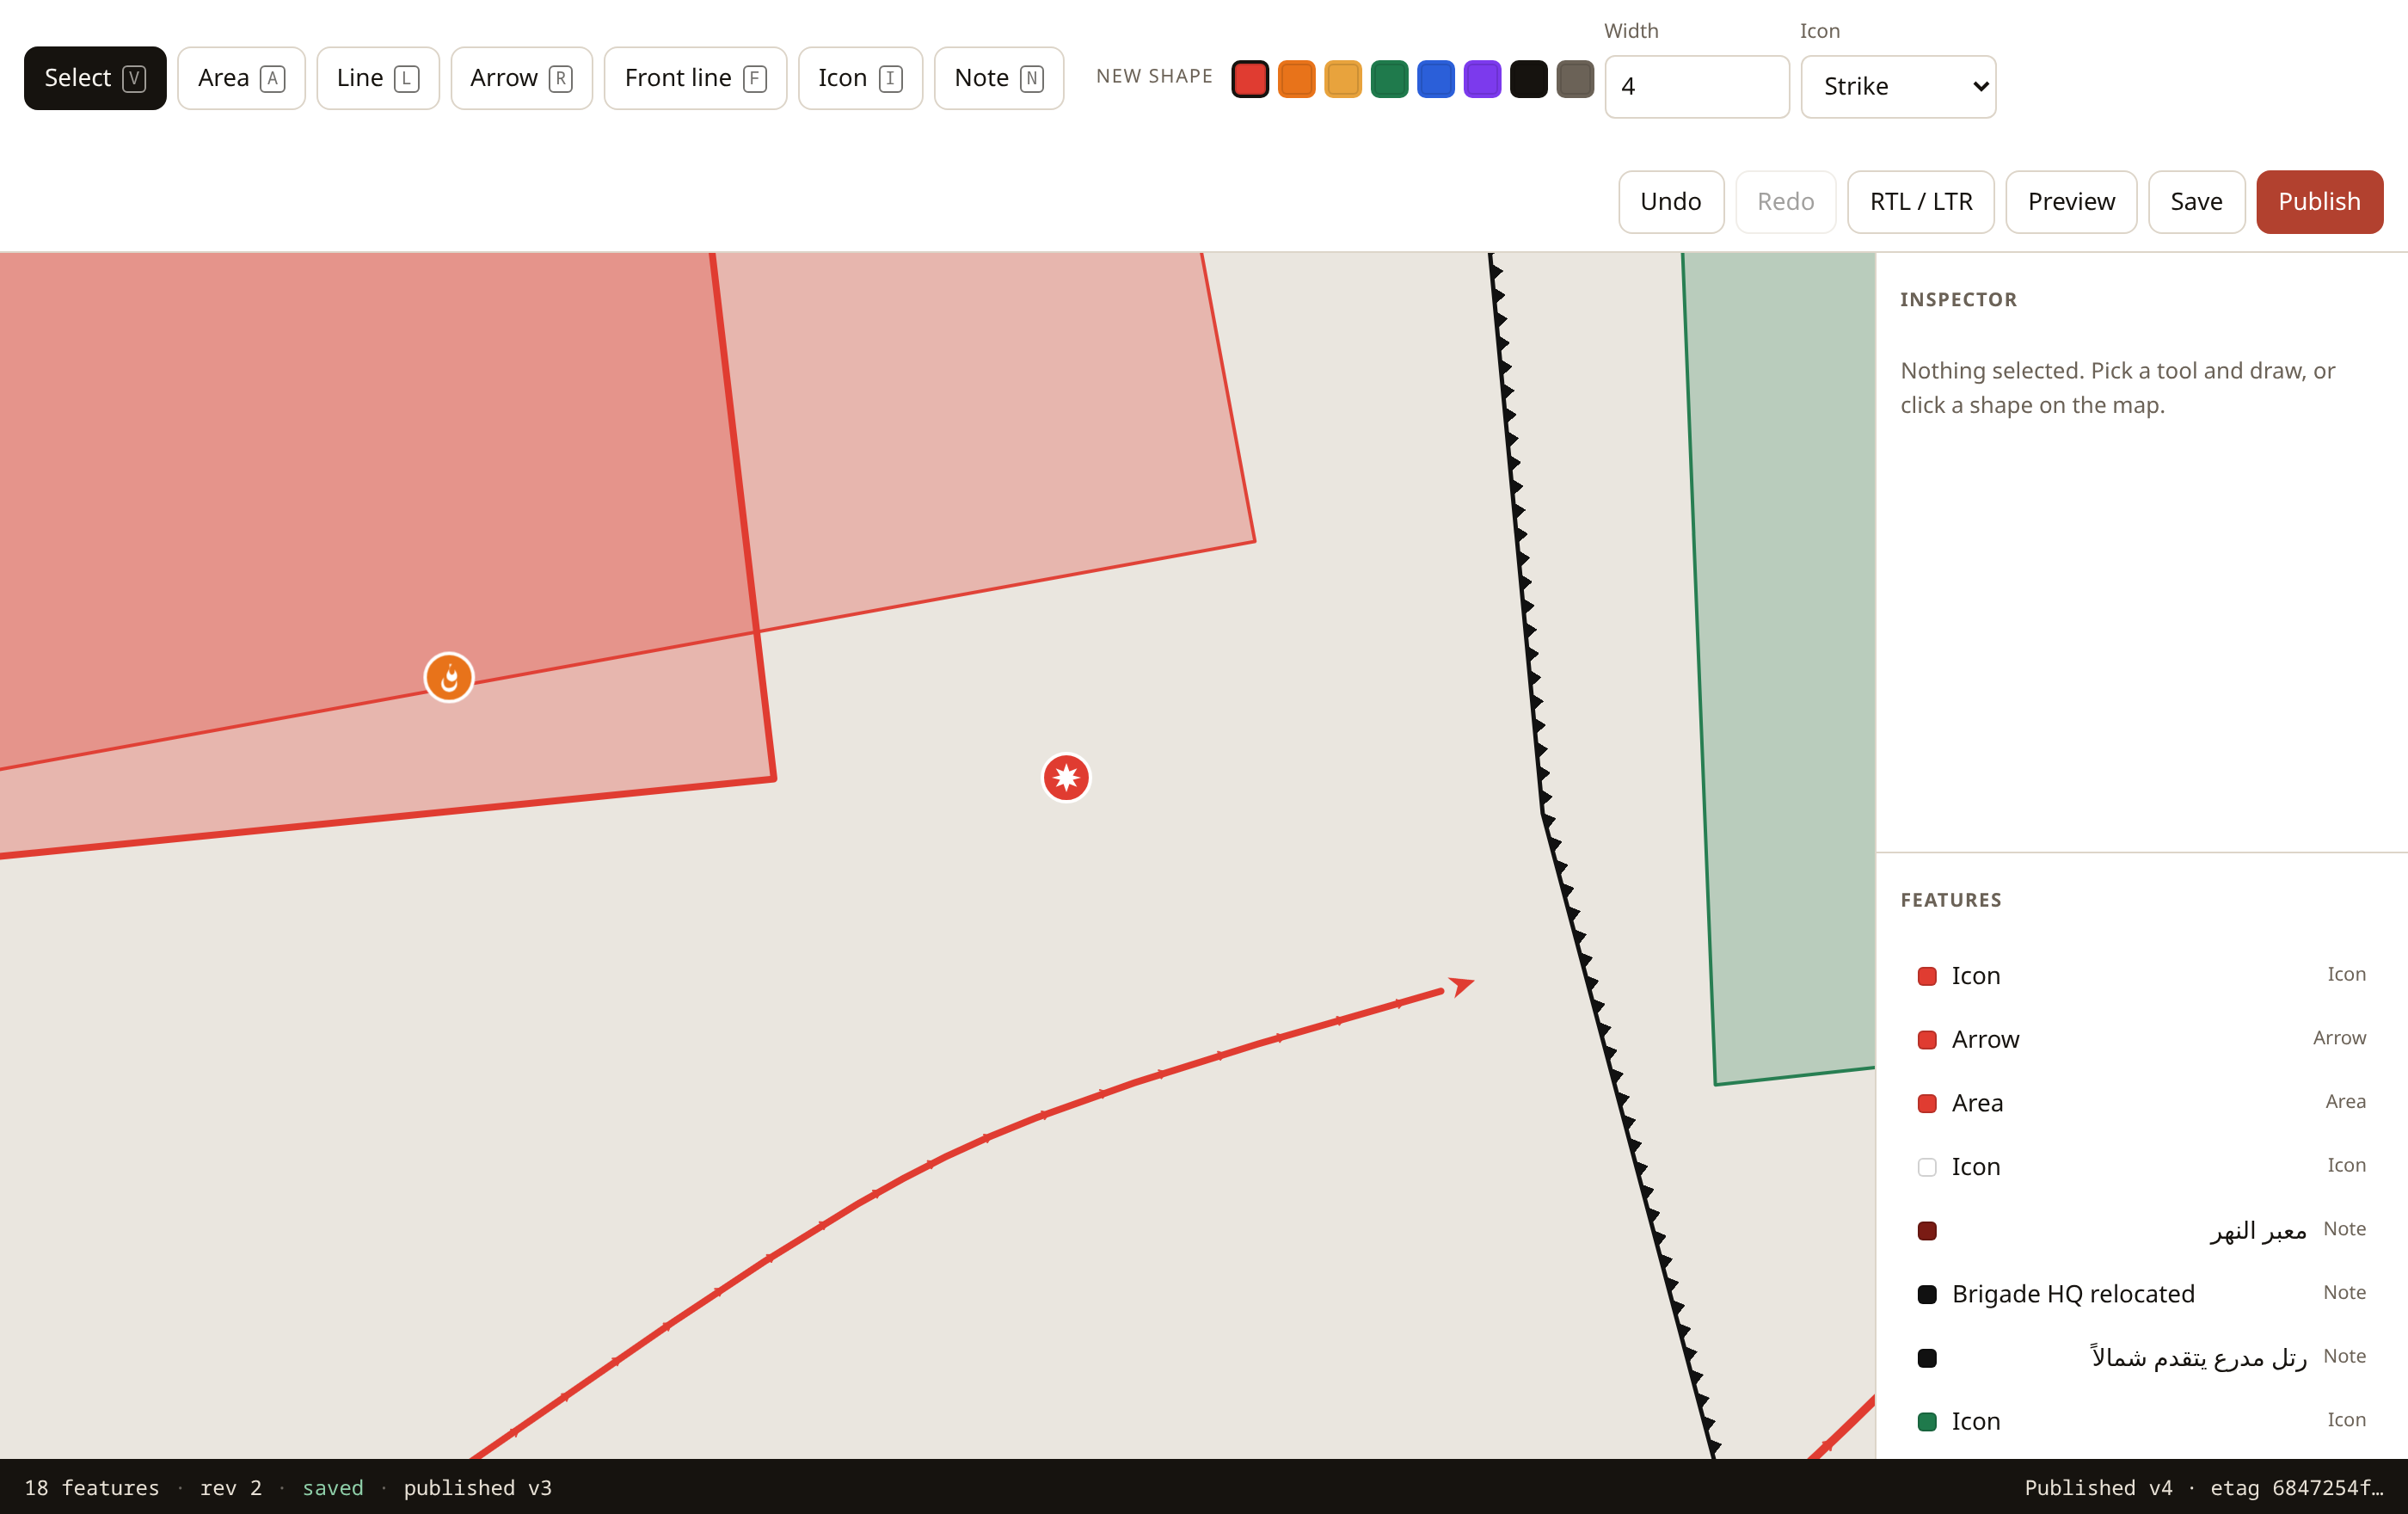 Select V
Area A
Line L
Arrow R
Front line F
Icon I
Note N
NEW SHAPE
Width
4
Icon
Strike
Undo
Redo
RTL / LTR
Preview
Save
Publish
INSPECTOR
Nothing selected. Pick a tool and draw, or
click a shape on the map.
FEATURES
Icon Icon
Arrow Arrow
Area Area
Icon Icon
معبر النهر Note
Brigade HQ relocated Note
رتل مدرع يتقدم شمالاً Note
Icon Icon
18 features · rev 2 · saved · published v3
Published v4 · etag 6847254f…